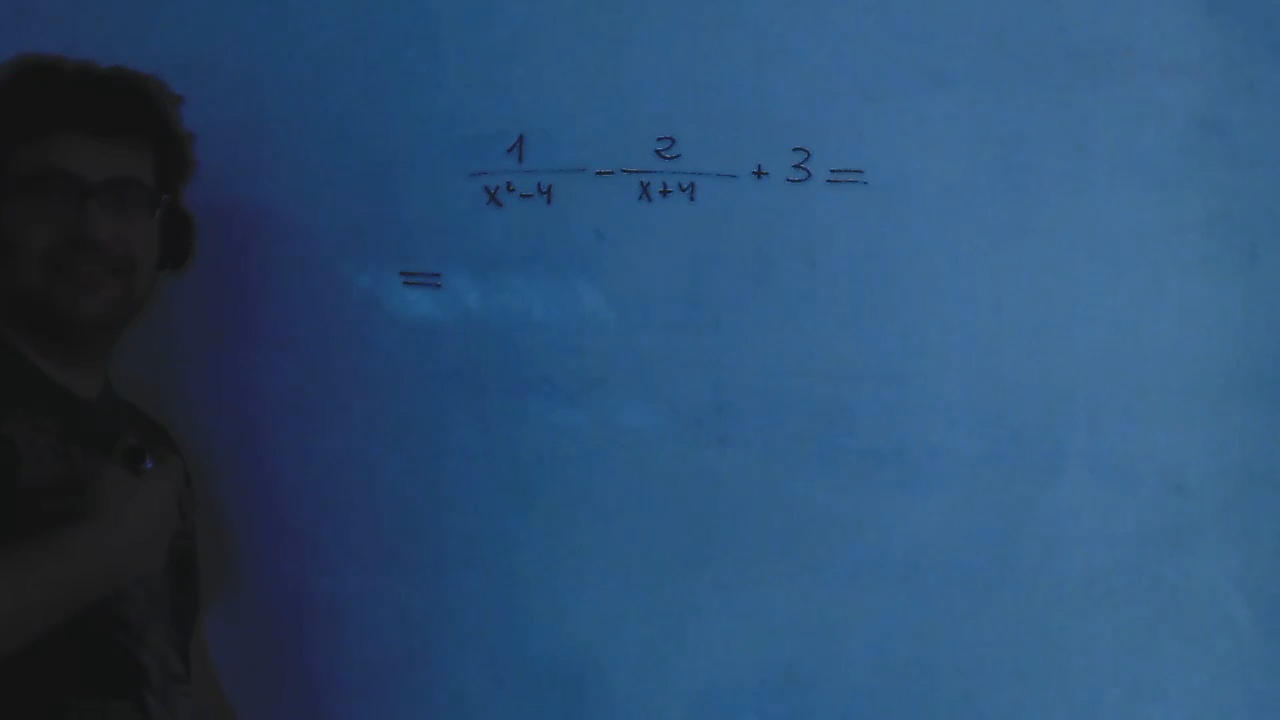 1/(x²-4) - 2/(x+4) + 3 =
=